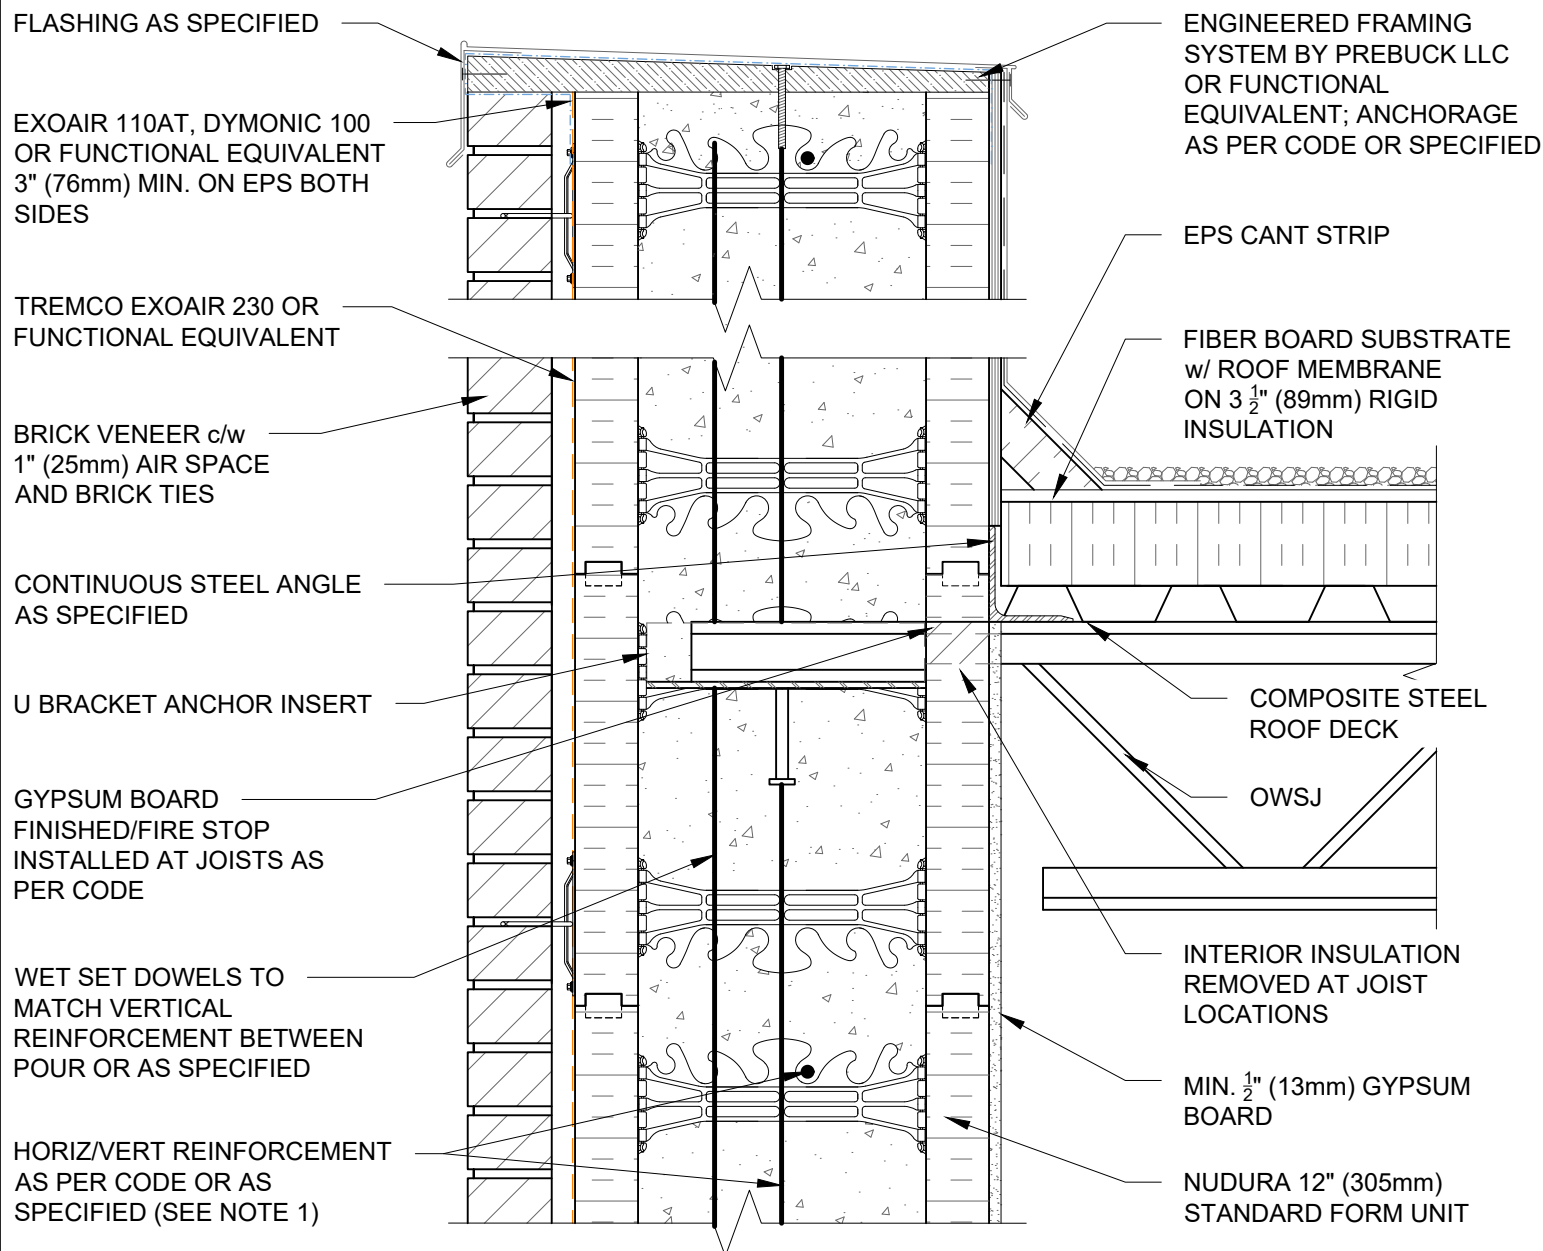 FLASHING AS SPECIFIED
EXOAIR 110AT, DYMONIC 100
OR FUNCTIONAL EQUIVALENT
3" (76mm) MIN. ON EPS BOTH
SIDES
TREMCO EXOAIR 230 OR
FUNCTIONAL EQUIVALENT
BRICK VENEER c/w
1" (25mm) AIR SPACE
AND BRICK TIES
CONTINUOUS STEEL ANGLE
AS SPECIFIED
U BRACKET ANCHOR INSERT
GYPSUM BOARD
FINISHED/FIRE STOP
INSTALLED AT JOISTS AS
PER CODE
WET SET DOWELS TO
MATCH VERTICAL
REINFORCEMENT BETWEEN
POUR OR AS SPECIFIED
HORIZ/VERT REINFORCEMENT
AS PER CODE OR AS
SPECIFIED (SEE NOTE 1)
ENGINEERED FRAMING
SYSTEM BY PREBUCK LLC
OR FUNCTIONAL
EQUIVALENT; ANCHORAGE
AS PER CODE OR SPECIFIED
EPS CANT STRIP
FIBER BOARD SUBSTRATE
w/ ROOF MEMBRANE
ON 3 1/2" (89mm) RIGID
INSULATION
COMPOSITE STEEL
ROOF DECK
OWSJ
INTERIOR INSULATION
REMOVED AT JOIST
LOCATIONS
MIN. 1/2" (13mm) GYPSUM
BOARD
NUDURA 12" (305mm)
STANDARD FORM UNIT